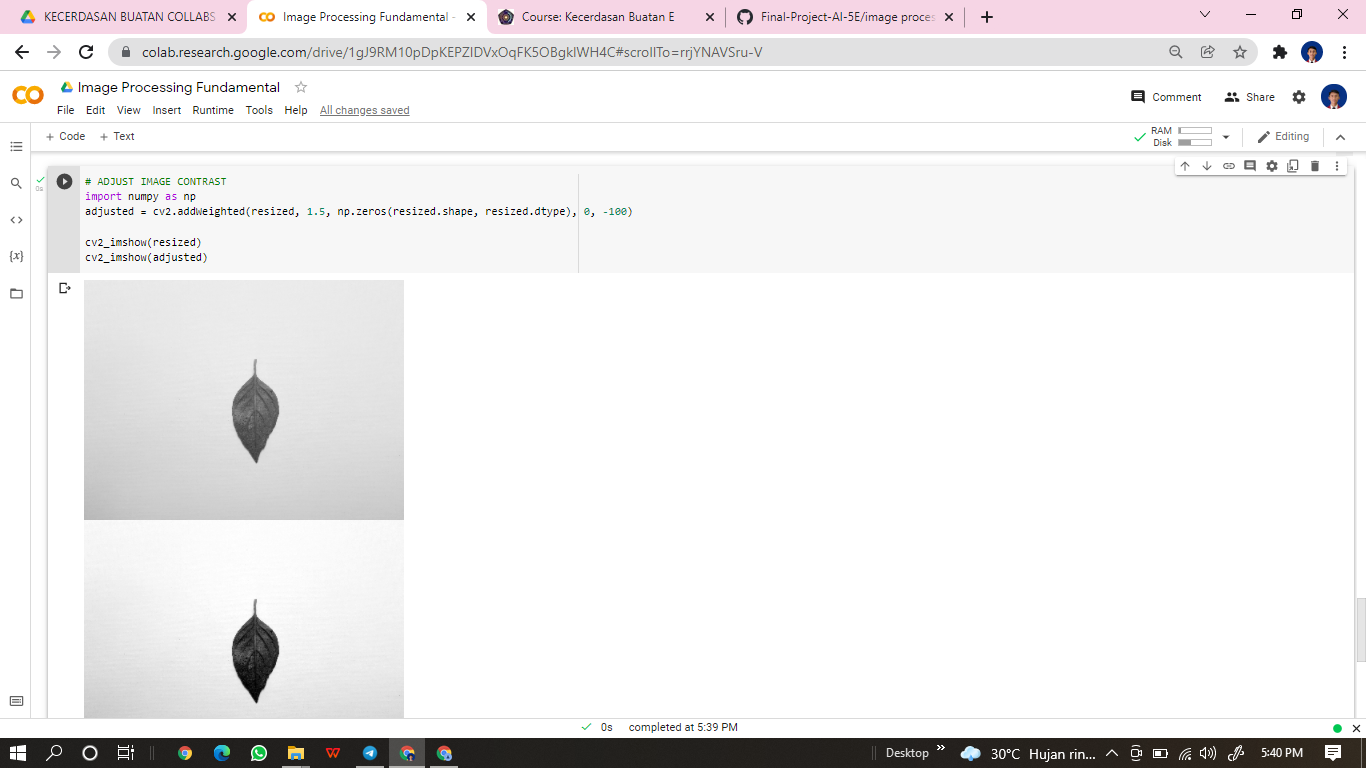 KECERDASAN BUATAN COLLABS
Image Processing Fundamental -
Course: Kecerdasan Buatan E
Final-Project-AI-5E/image proces
colab.research.google.com/drive/1gJ9RM10pDpKEPZIDVxOqFK5OBgklWH4C#scrollTo=rrjYNAVSru-V
Image Processing Fundamental
File Edit View Insert Runtime Tools Help All changes saved
Comment Share
+ Code + Text
RAM
Disk
Editing
0s
# ADJUST IMAGE CONTRAST
import numpy as np
adjusted = cv2.addWeighted(resized, 1.5, np.zeros(resized.shape, resized.dtype), 0, -100)
cv2_imshow(resized)
cv2_imshow(adjusted)
{x}
0s completed at 5:39 PM
Desktop
30°C Hujan rin...
5:40 PM